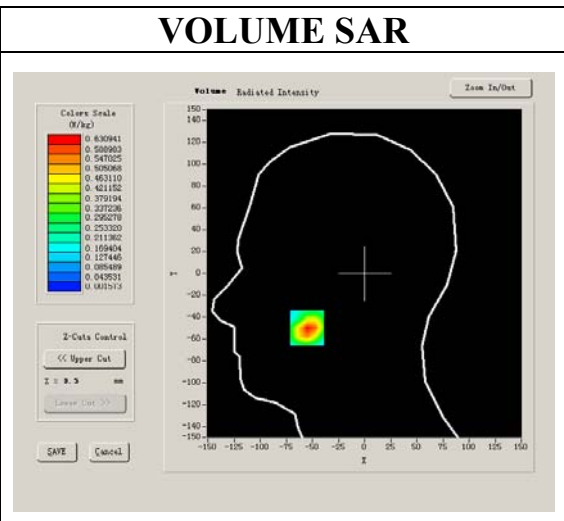 VOLUME SAR
Volume Radiated Intensity
Zoom In/Out
Colors Scale
(W/kg)
0.630941
0.588983
0.547025
0.505068
0.463110
0.421152
0.379194
0.337236
0.295278
0.253320
0.211362
0.169404
0.127446
0.085489
0.043531
0.001573
Z-Cuts Control
<< Upper Cut
Lower Cut >>
SAVE
Cancel
150
140
120
100
80
60
40
20
0
-20
-40
-60
-80
-100
-120
-140
-150
Y
-150 -125 -100 -75 -50 -25 0 25 50 75 100 125 150
X